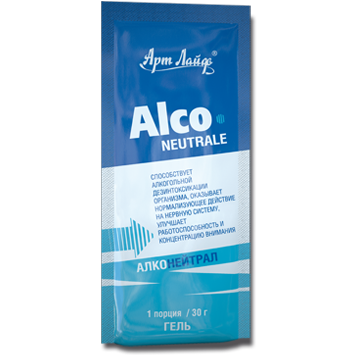 Арт Лайф®
Alco
NEUTRALE
СПОСОБСТВУЕТ
АЛКОГОЛЬНОЙ
ДЕЗИНТОКСИКАЦИИ
ОРГАНИЗМА, ОКАЗЫВАЕТ
НОРМАЛИЗУЮЩЕЕ ДЕЙСТВИЕ
НА НЕРВНУЮ СИСТЕМУ.
УЛУЧШАЕТ
РАБОТОСПОСОБНОСТЬ И
КОНЦЕНТРАЦИЮ ВНИМАНИЯ
АЛКОНЕЙТРАЛ
1 порция / 30 г
ГЕЛЬ